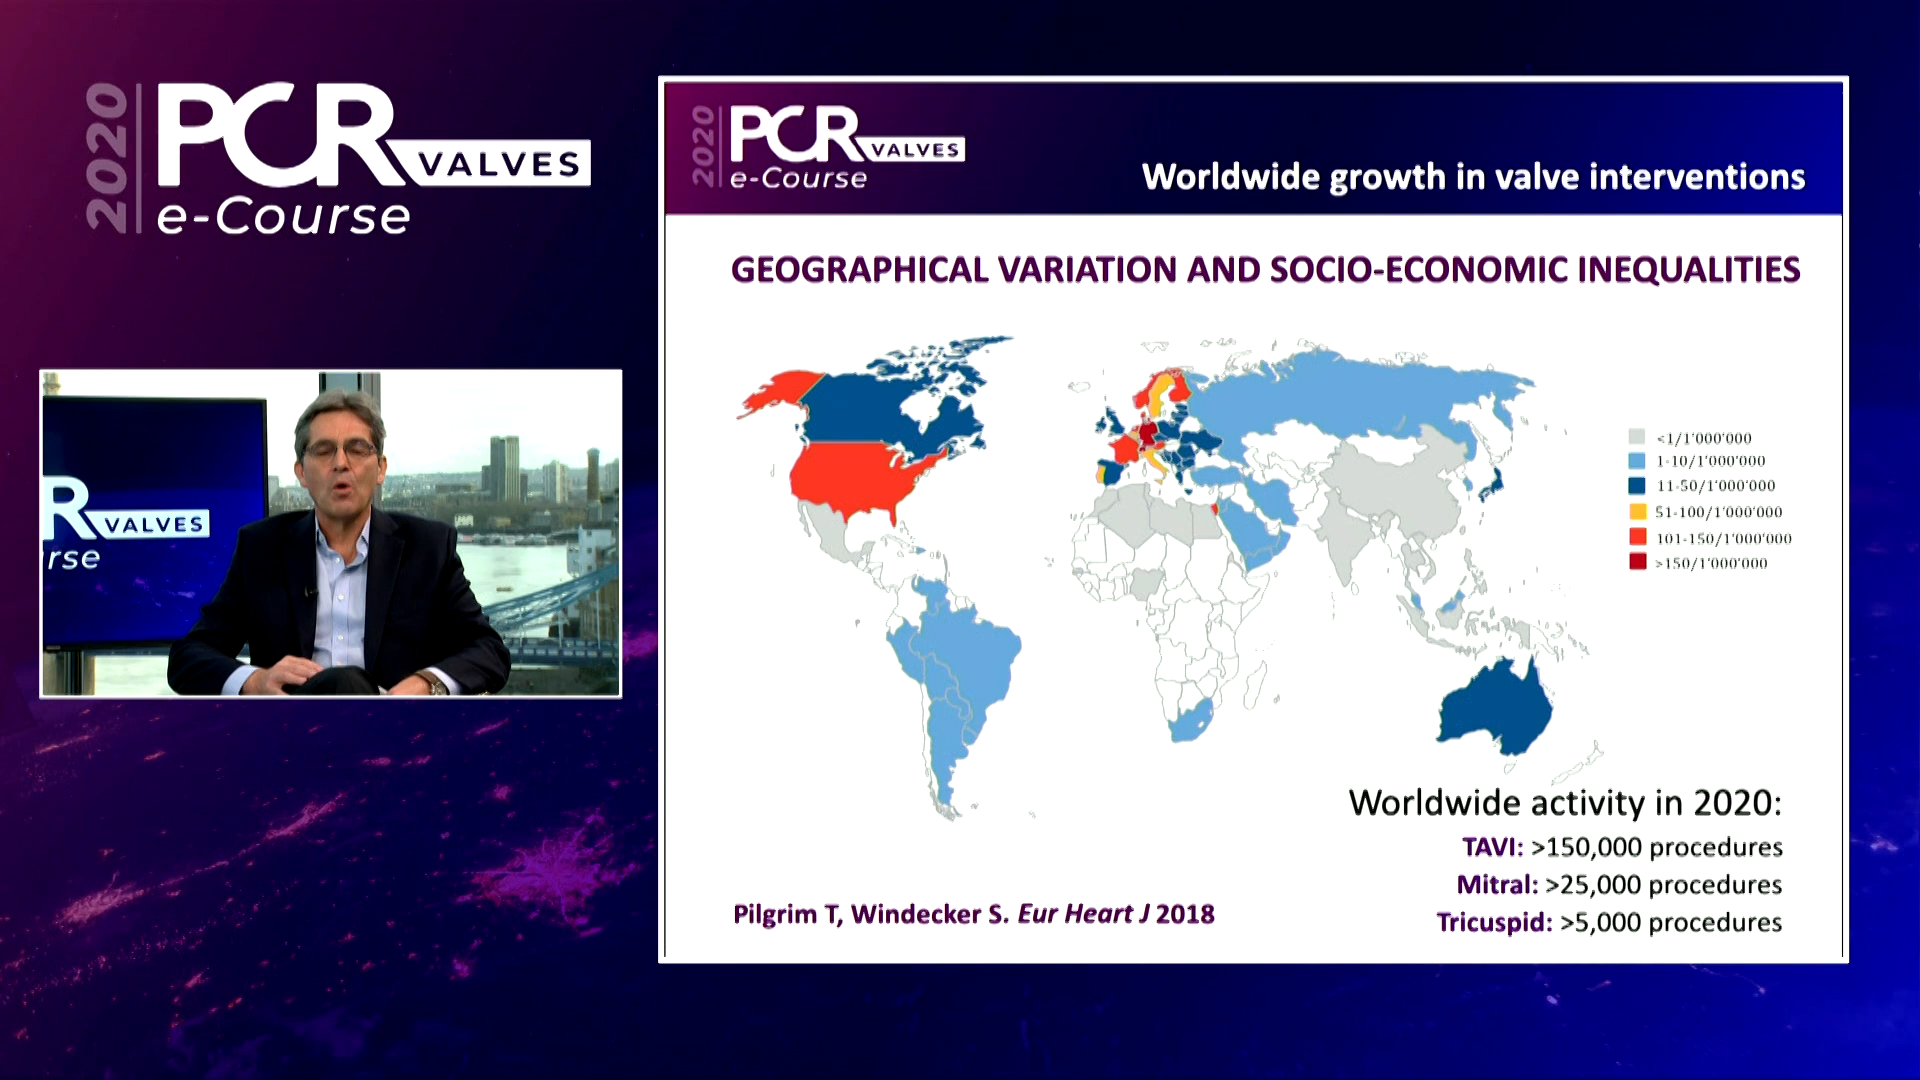 2020
PCR VALVES
e-Course
R VALVES
rse
2020
PCR VALVES
e-Course
Worldwide growth in valve interventions
GEOGRAPHICAL VARIATION AND SOCIO-ECONOMIC INEQUALITIES
<1/1'000'000
1-10/1'000'000
11-50/1'000'000
51-100/1'000'000
101-150/1'000'000
>150/1'000'000
Worldwide activity in 2020:
TAVI: >150,000 procedures
Mitral: >25,000 procedures
Tricuspid: >5,000 procedures
Pilgrim T, Windecker S. Eur Heart J 2018